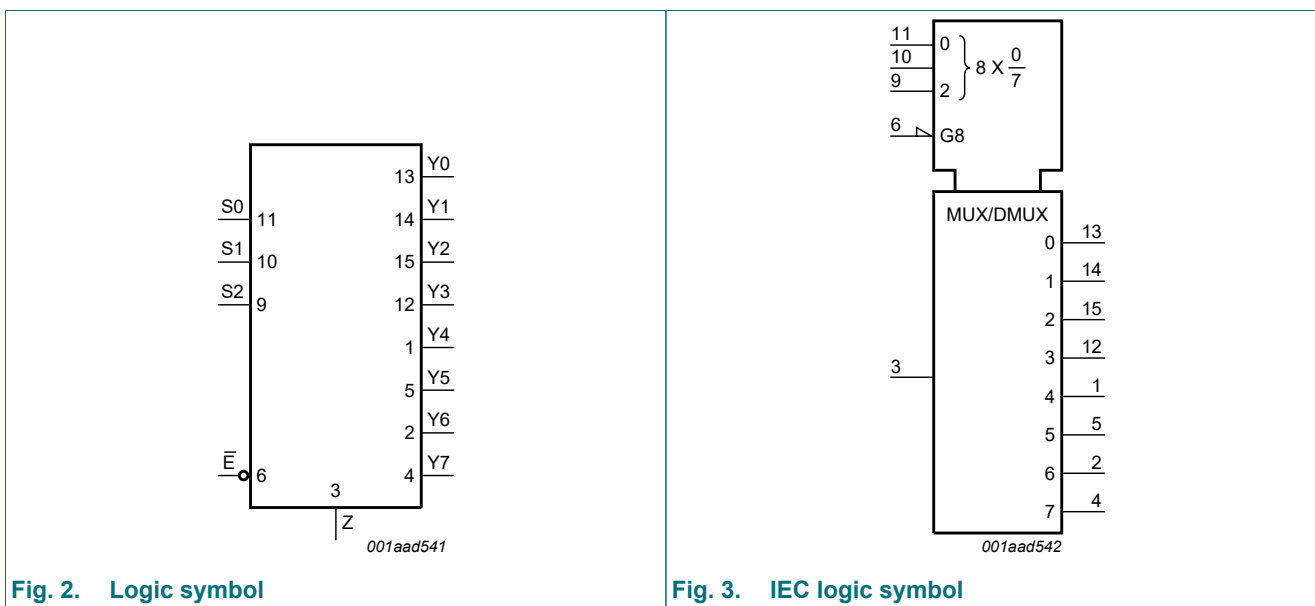 S0
11
S1
10
S2
9
E̅
6
13
Y0
14
Y1
15
Y2
12
Y3
1
Y4
5
Y5
2
Y6
4
Y7
3
Z
001aad541
Fig. 2. Logic symbol
11
0
10
9
2
8 X 0/7
6
G8
MUX/DMUX
3
0
13
1
14
2
15
3
12
4
1
5
5
6
2
7
4
001aad542
Fig. 3. IEC logic symbol